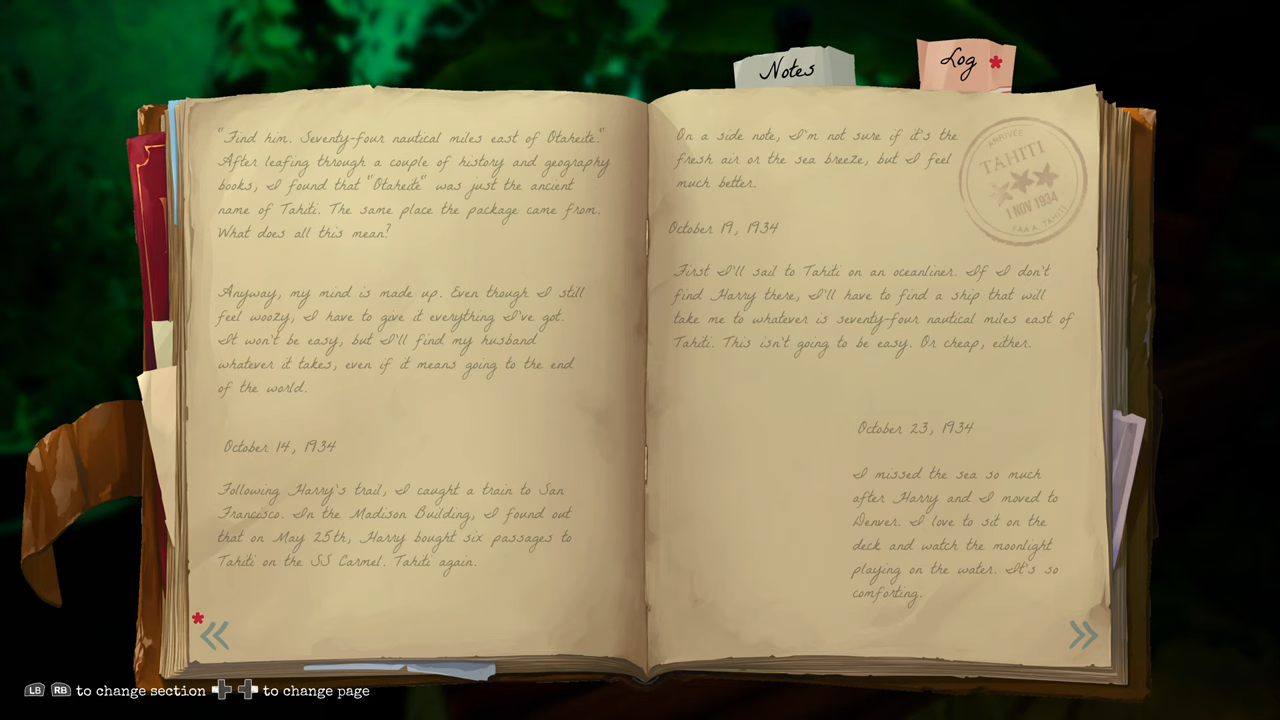 Notes
Log *
"Find him. Seventy-four nautical miles east of Otaheite."
After leafing through a couple of history and geography
books, I found that "Otaheite" was just the ancient
name of Tahiti. The same place the package came from.
What does all this mean?
Anyway, my mind is made up. Even though I still
feel woozy, I have to give it everything I've got.
It won't be easy, but I'll find my husband
whatever it takes, even if it means going to the end
of the world.
October 14, 1934
Following Harry's trail, I caught a train to San
Francisco. In the Madison Building, I found out
that on May 25th, Harry bought six passages to
Tahiti on the SS Carmel. Tahiti again.
On a side note, I'm not sure if it's the
fresh air or the sea breeze, but I feel
much better.
ARRIVÉE
TAHITI
1 NOV 1934
FAA'A, TAHITI
October 19, 1934
First I'll sail to Tahiti on an oceanliner. If I don't
find Harry there, I'll have to find a ship that will
take me to whatever is seventy-four nautical miles east of
Tahiti. This isn't going to be easy. Or cheap, either.
October 23, 1934
I missed the sea so much
after Harry and I moved to
Denver. I love to sit on the
deck and watch the moonlight
playing on the water. It's so
comforting.
LB RB to change section to change page